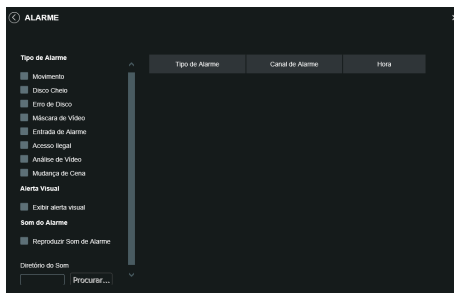 ALARME
Tipo de Alarme
Movimento
Disco Cheio
Erro de Disco
Máscara de Vídeo
Entrada de Alarme
Acesso Ilegal
Análise de Vídeo
Mudança de Cena
Alerta Visual
Exibir alerta visual
Som do Alarme
Reproduzir Som de Alarme
Diretório do Som
Procurar...
Tipo de Alarme Canal de Alarme Hora